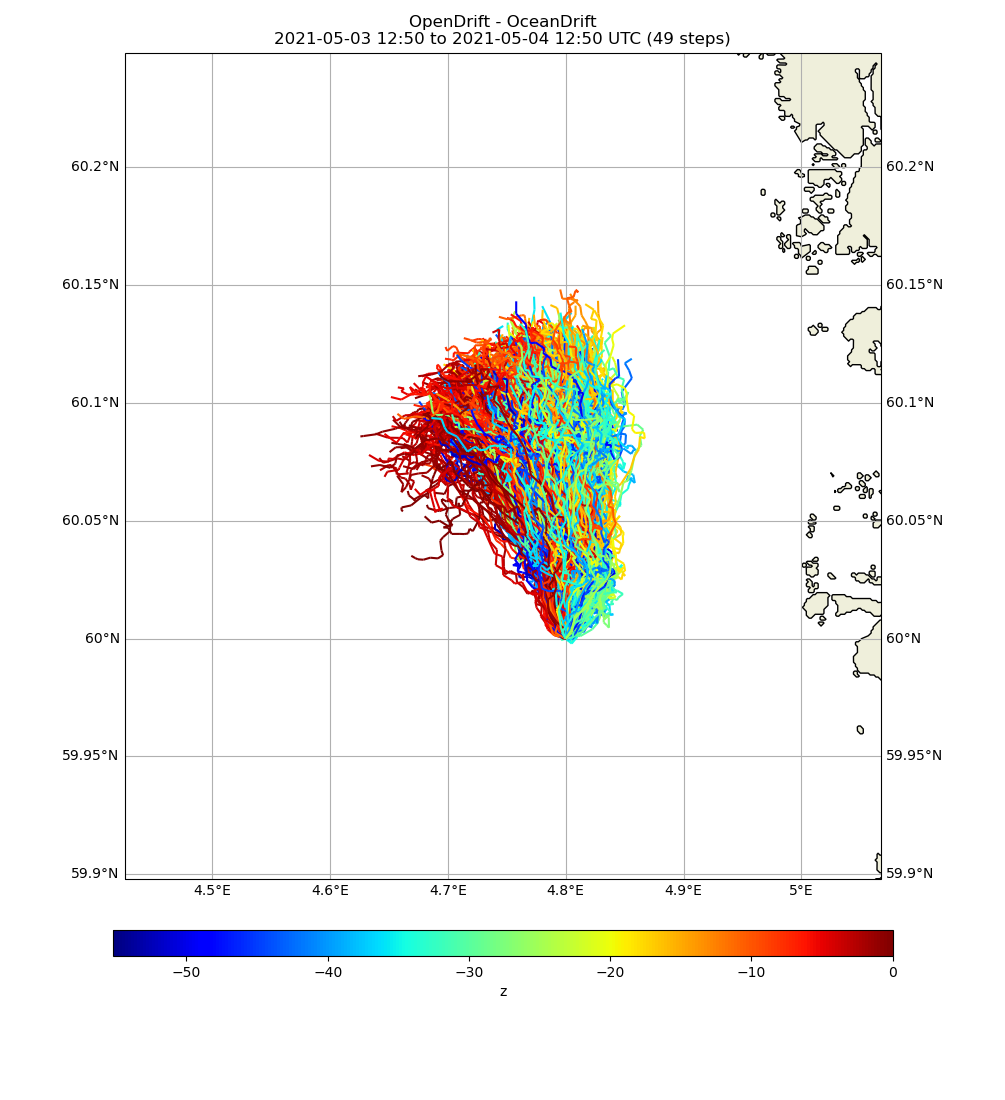 OpenDrift - OceanDrift
2021-05-03 12:50 to 2021-05-04 12:50 UTC (49 steps)
60.2°N 60.2°N
60.15°N 60.15°N
60.1°N 60.1°N
60.05°N 60.05°N
60°N 60°N
59.95°N 59.95°N
59.9°N 59.9°N
4.5°E 4.6°E 4.7°E 4.8°E 4.9°E 5°E
−50 −40 −30 −20 −10 0
z